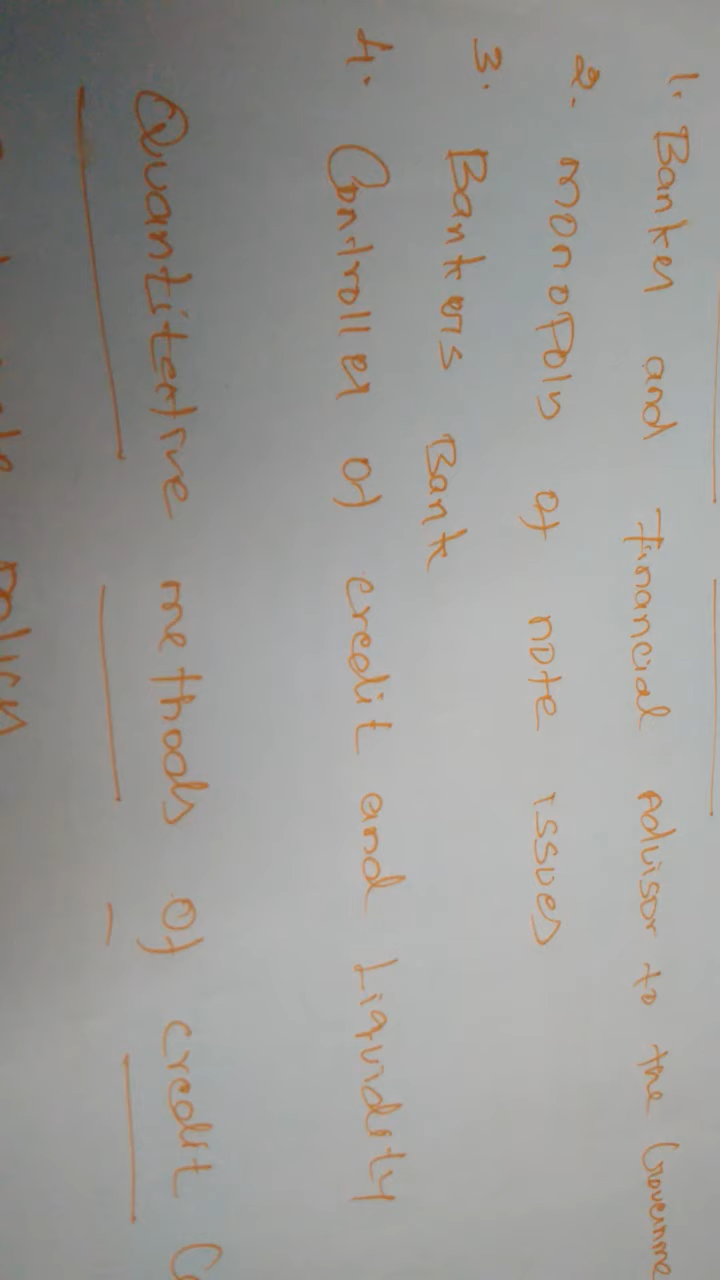 1. Banker and Financial Advisor to the Governme
2. monopoly of note issues
3. Bankers Bank
4. Controller of credit and Liquidity
Quantitative methods of credit
policy